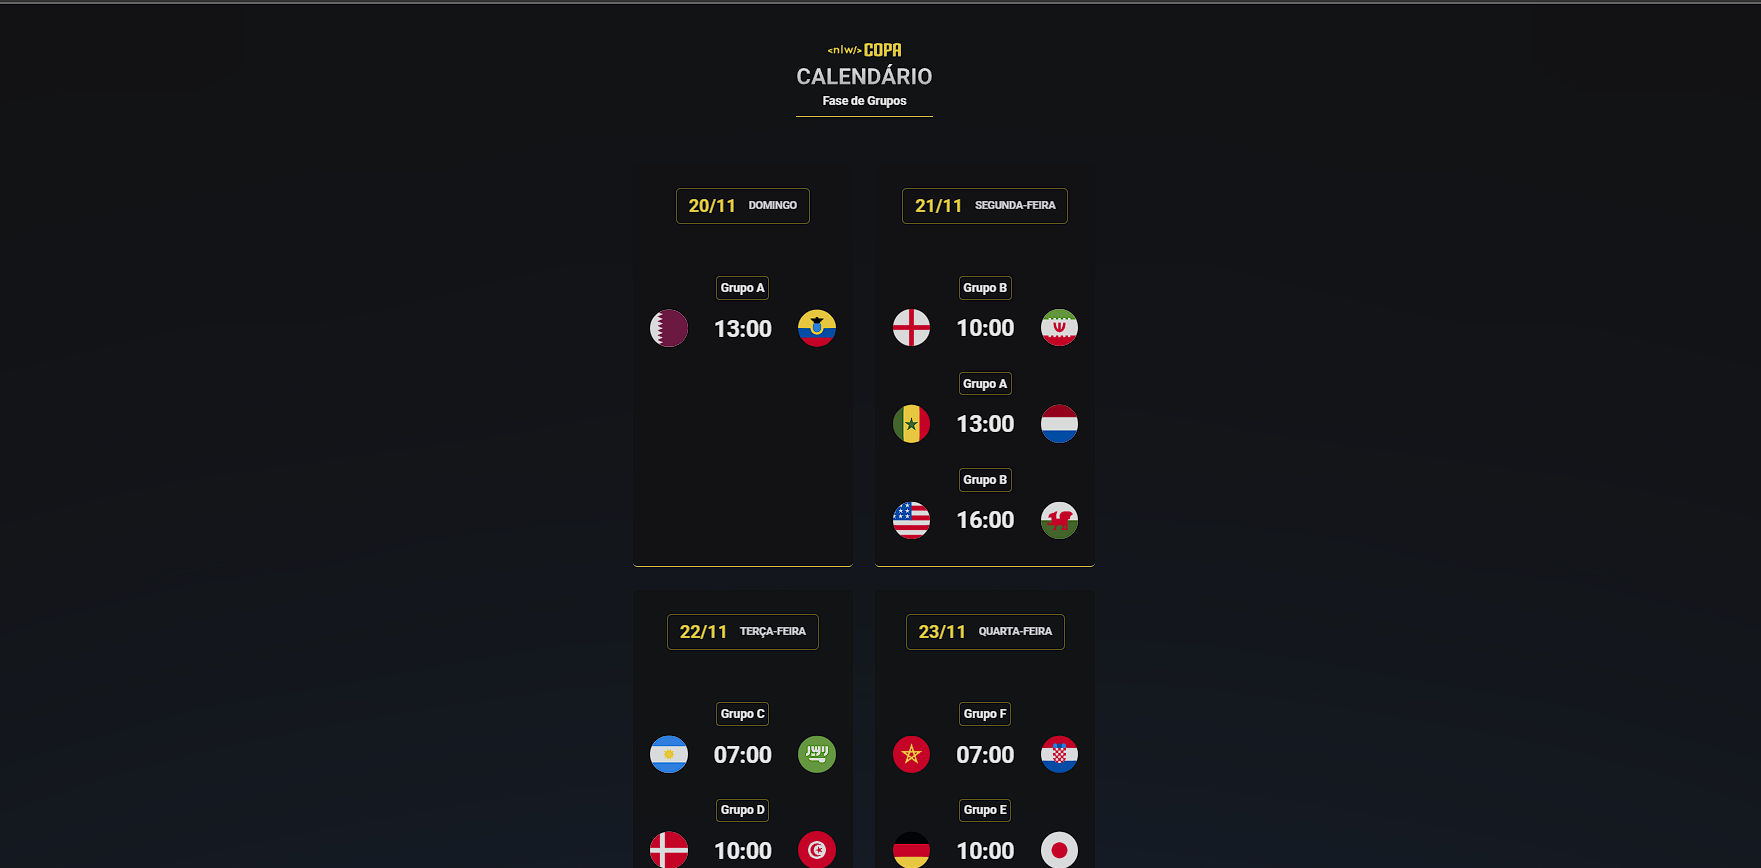 <nlw/> COPA
CALENDÁRIO
Fase de Grupos
20/11 DOMINGO
Grupo A
13:00
21/11 SEGUNDA-FEIRA
Grupo B
10:00
Grupo A
13:00
Grupo B
16:00
22/11 TERÇA-FEIRA
Grupo C
07:00
Grupo D
10:00
23/11 QUARTA-FEIRA
Grupo F
07:00
Grupo E
10:00